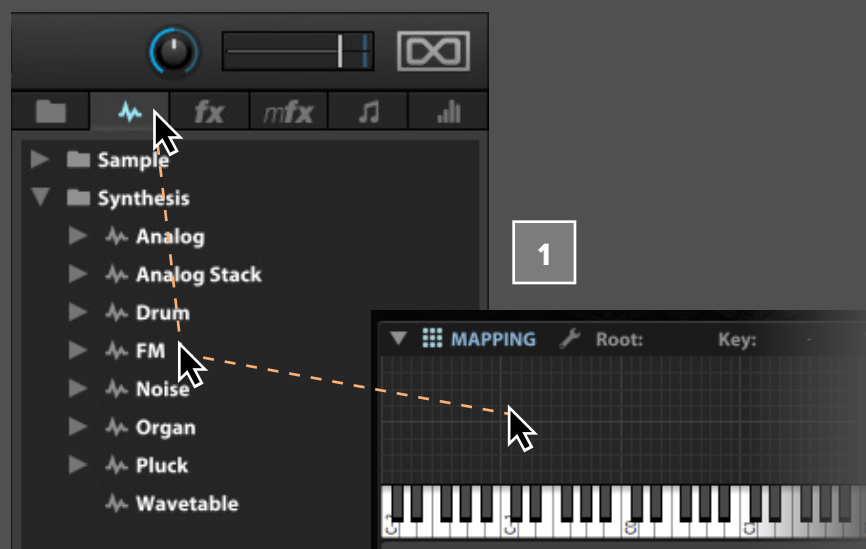 fx mfx
Sample
Synthesis
Analog
Analog Stack
Drum
FM
Noise
Organ
Pluck
Wavetable
1
MAPPING Root: Key: -